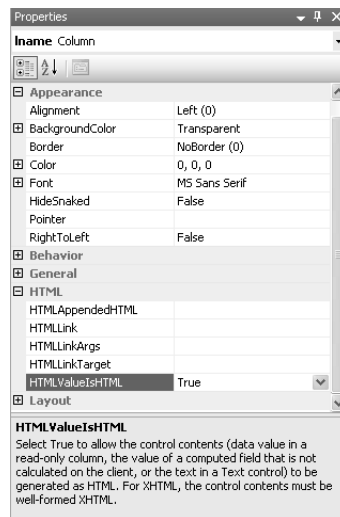 Properties
lname Column
Appearance
Alignment Left (0)
BackgroundColor Transparent
Border NoBorder (0)
Color 0, 0, 0
Font MS Sans Serif
HideSnaked False
Pointer
RightToLeft False
Behavior
General
HTML
HTMLAppendedHTML
HTMLLink
HTMLLinkArgs
HTMLLinkTarget
HTMLValueIsHTML True
Layout
HTMLValueIsHTML
Select True to allow the control contents (data value in a
read-only column, the value of a computed field that is not
calculated on the client, or the text in a Text control) to be
generated as HTML. For XHTML, the control contents must be
well-formed XHTML.